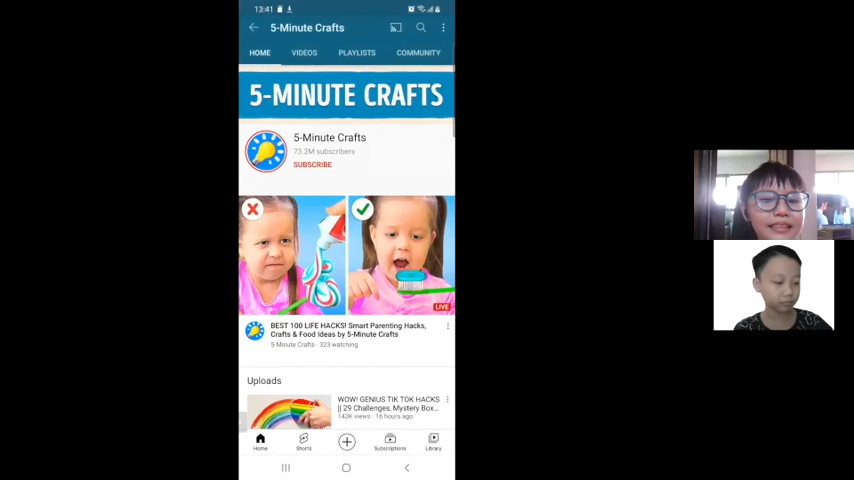 13:41
5-Minute Crafts
HOME VIDEOS PLAYLISTS COMMUNITY
5-MINUTE CRAFTS
5-Minute Crafts
73.2M subscribers
SUBSCRIBE
LIVE
BEST 100 LIFE HACKS! Smart Parenting Hacks,
Crafts & Food Ideas by 5-Minute Crafts
5-Minute Crafts · 323 watching
Uploads
WOW! GENIUS TIK TOK HACKS
|| 29 Challenges, Mystery Box...
143K views · 16 hours ago
Home Shorts Subscriptions Library